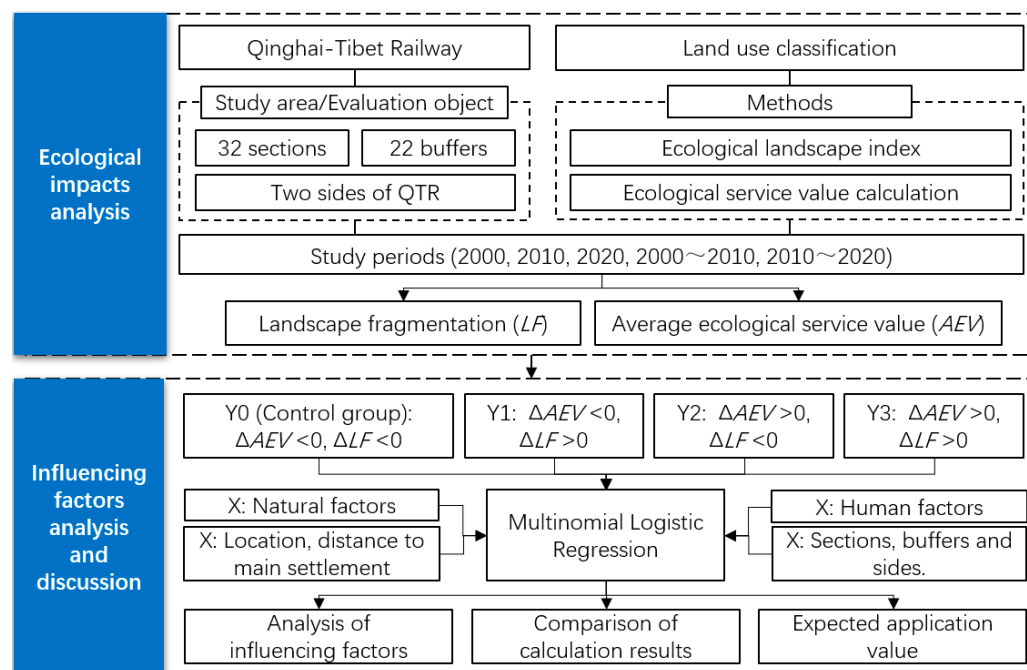 Ecological
impacts
analysis
Qinghai-Tibet Railway
Land use classification
Study area/Evaluation object
Methods
32 sections
22 buffers
Two sides of QTR
Ecological landscape index
Ecological service value calculation
Study periods (2000, 2010, 2020, 2000～2010, 2010～2020)
Landscape fragmentation (LF)
Average ecological service value (AEV)
Influencing
factors
analysis
and
discussion
Y0 (Control group):
ΔAEV<0, ΔLF<0
Y1: ΔAEV<0,
ΔLF>0
Y2: ΔAEV>0,
ΔLF<0
Y3: ΔAEV>0,
ΔLF>0
X: Natural factors
X: Location, distance to
main settlement
Multinomial Logistic
Regression
X: Human factors
X: Sections, buffers and
sides.
Analysis of
influencing factors
Comparison of
calculation results
Expected application
value